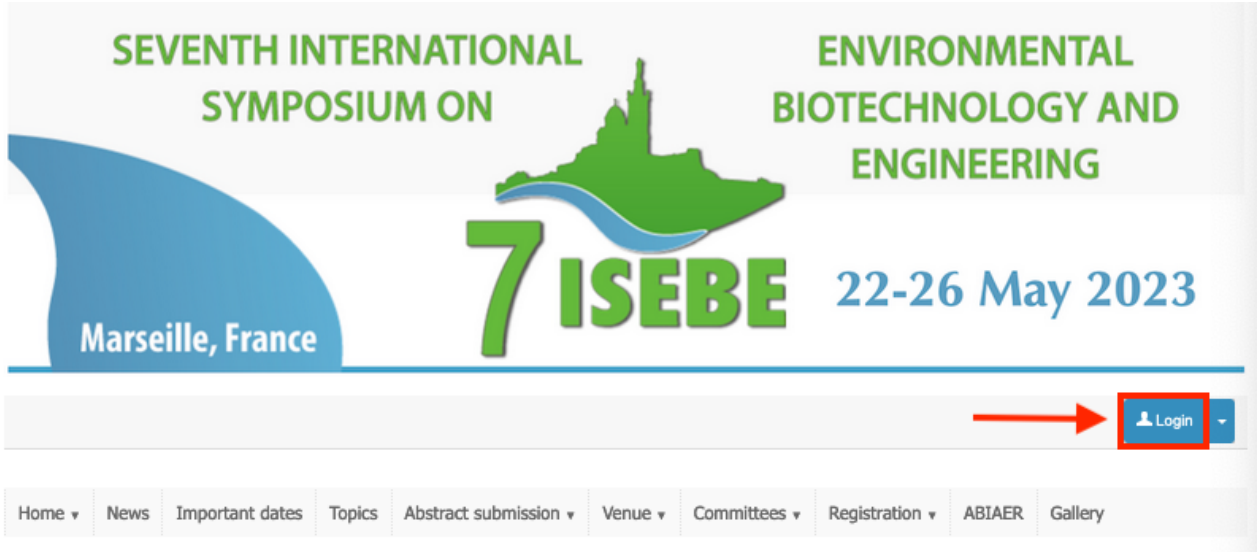 SEVENTH INTERNATIONAL
SYMPOSIUM ON
ENVIRONMENTAL
BIOTECHNOLOGY AND
ENGINEERING
7 ISEBE
22-26 May 2023
Marseille, France
Login
Home News Important dates Topics Abstract submission Venue Committees Registration ABIAER Gallery